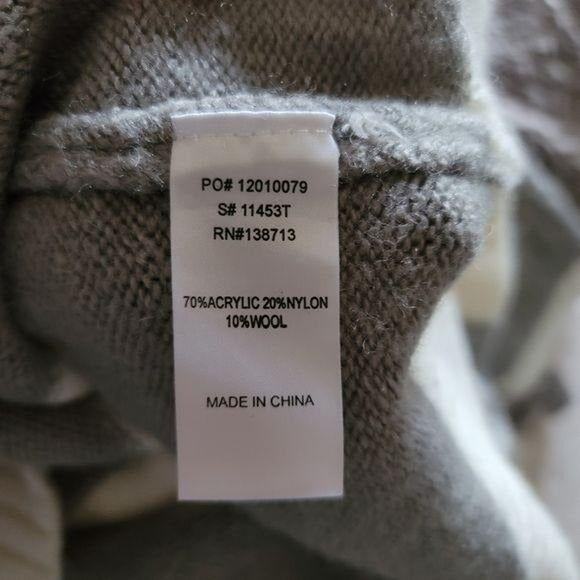 PO# 12010079
S# 11453T
RN#138713
70%ACRYLIC 20%NYLON
10%WOOL
MADE IN CHINA